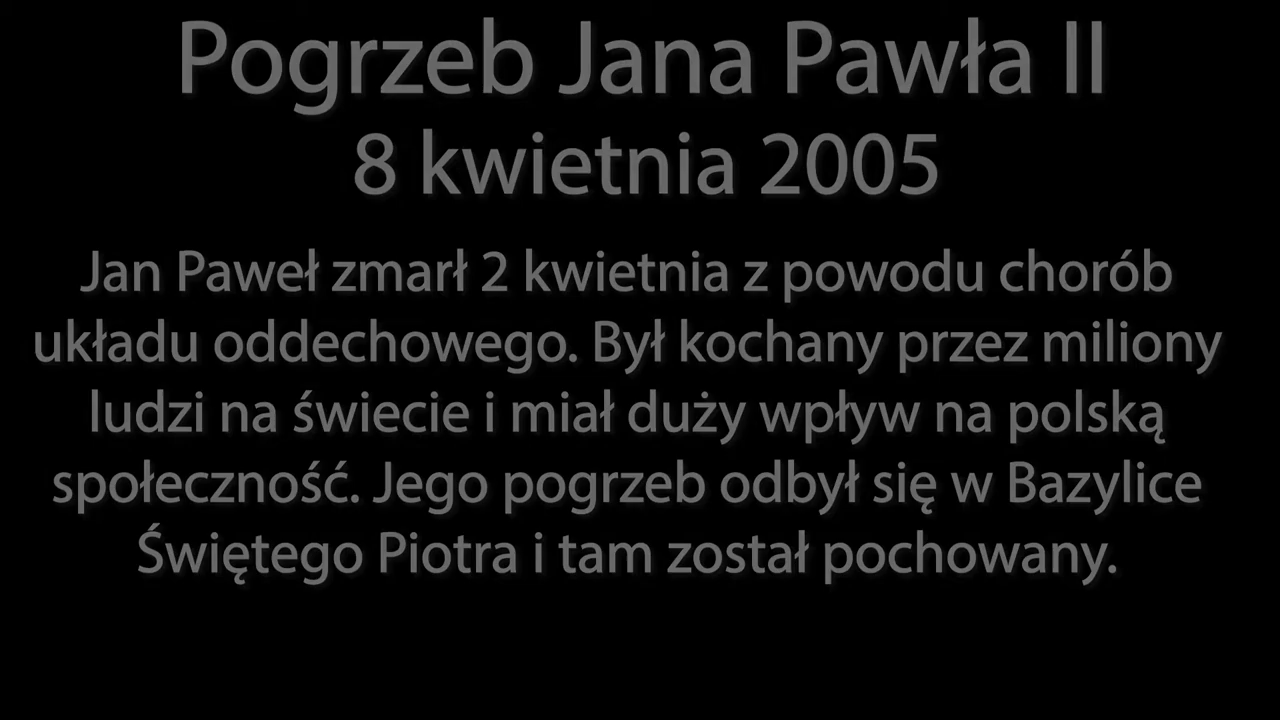 Pogrzeb Jana Pawła II
8 kwietnia 2005
Jan Paweł zmarł 2 kwietnia z powodu chorób
układu oddechowego. Był kochany przez miliony
ludzi na świecie i miał duży wpływ na polską
społeczność. Jego pogrzeb odbył się w Bazylice
Świętego Piotra i tam został pochowany.